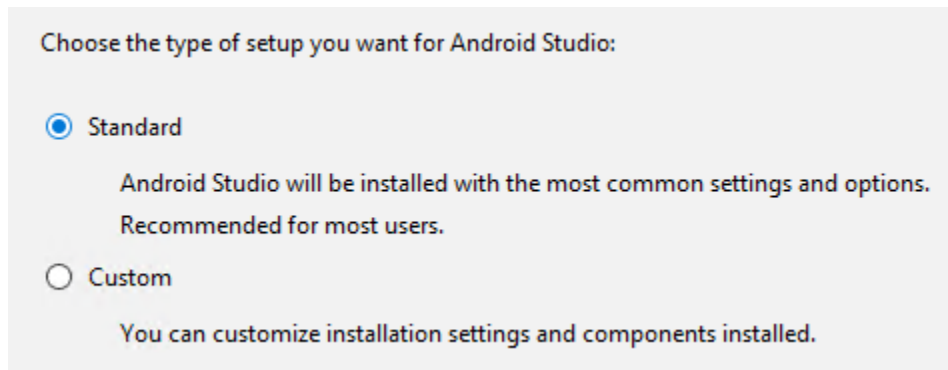 Choose the type of setup you want for Android Studio:
Standard
Android Studio will be installed with the most common settings and options.
Recommended for most users.
Custom
You can customize installation settings and components installed.